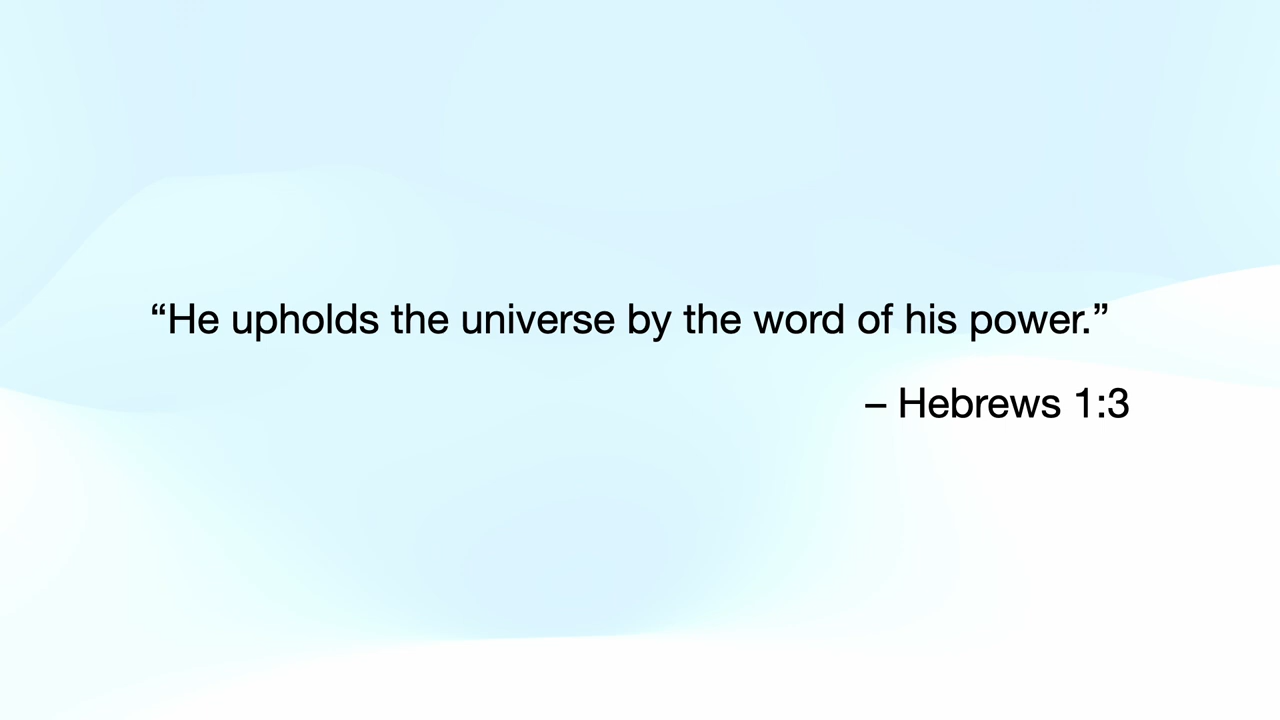 “He upholds the universe by the word of his power.”
– Hebrews 1:3